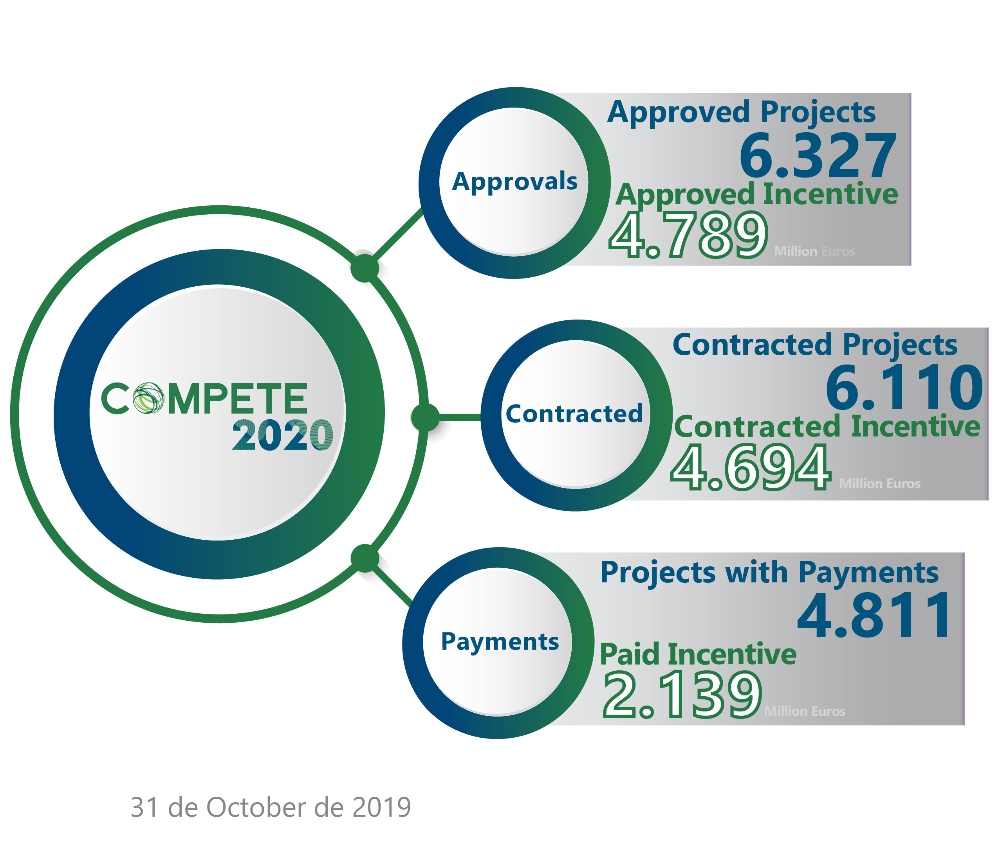 Approved Projects
6.327
Approved Incentive
4.789 Million Euros
Approvals
COMPETE
2020
Contracted Projects
6.110
Contracted Incentive
4.694 Million Euros
Contracted
Projects with Payments
4.811
Paid Incentive
2.139 Million Euros
Payments
31 de October de 2019